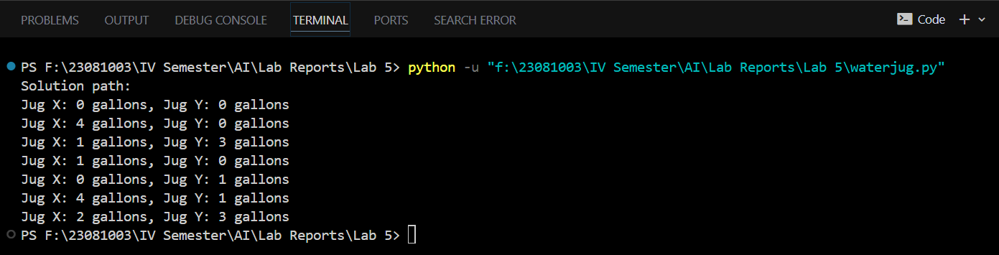 PROBLEMS OUTPUT DEBUG CONSOLE TERMINAL PORTS SEARCH ERROR Code
PS F:\23081003\IV Semester\AI\Lab Reports\Lab 5> python -u "f:\23081003\IV Semester\AI\Lab Reports\Lab 5\waterjug.py"
Solution path:
Jug X: 0 gallons, Jug Y: 0 gallons
Jug X: 4 gallons, Jug Y: 0 gallons
Jug X: 1 gallons, Jug Y: 3 gallons
Jug X: 1 gallons, Jug Y: 0 gallons
Jug X: 0 gallons, Jug Y: 1 gallons
Jug X: 4 gallons, Jug Y: 1 gallons
Jug X: 2 gallons, Jug Y: 3 gallons
PS F:\23081003\IV Semester\AI\Lab Reports\Lab 5>